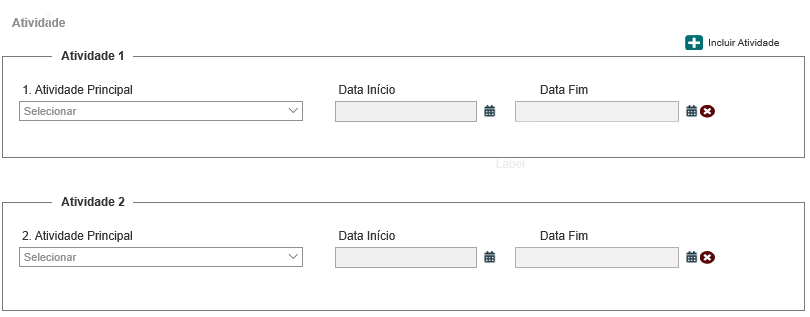 Atividade
Incluir Atividade
Atividade 1
1. Atividade Principal Data Início Data Fim
Selecionar
Label
Atividade 2
2. Atividade Principal Data Início Data Fim
Selecionar